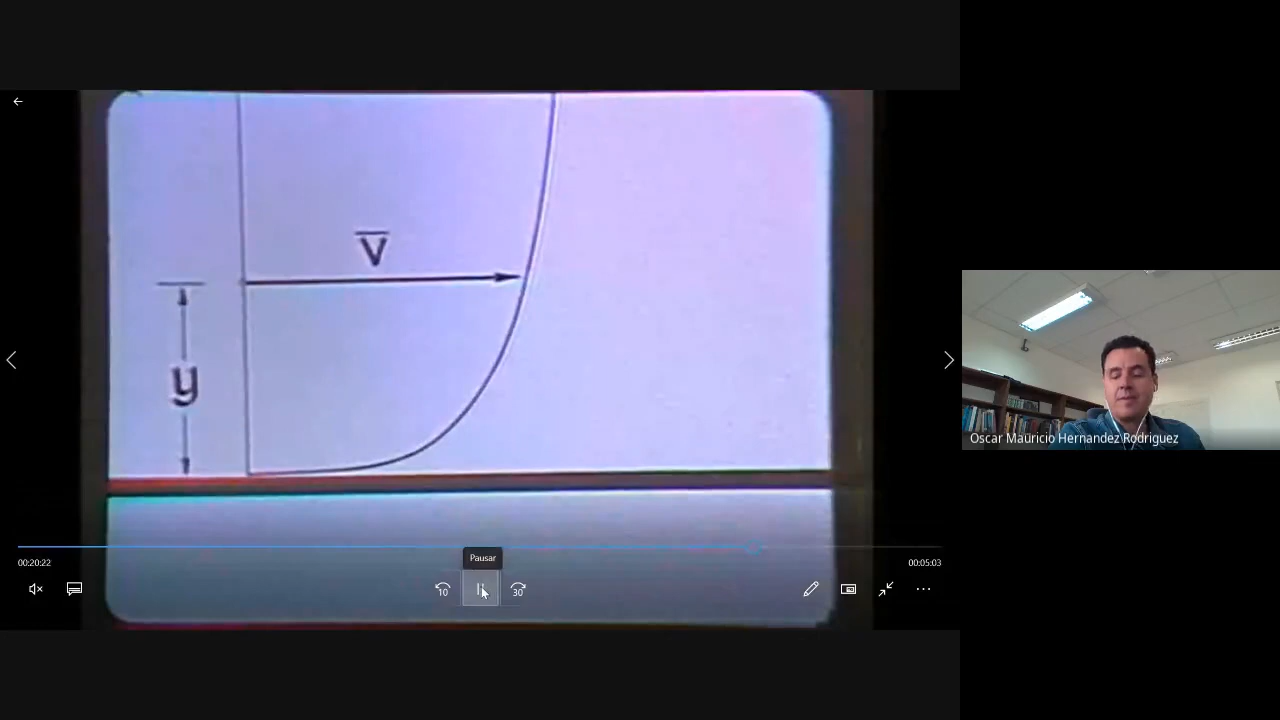 V
y
Pausar
00:20:22
00:05:03
10
30
Oscar Mauricio Hernandez Rodriguez